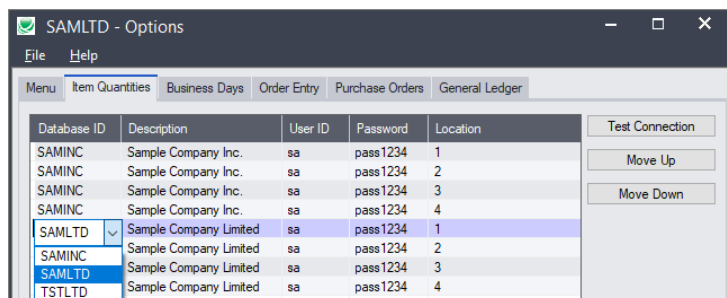 SAMLTD - Options
File Help
Menu Item Quantities Business Days Order Entry Purchase Orders General Ledger
Database ID Description User ID Password Location
SAMINC Sample Company Inc. sa pass1234 1
SAMINC Sample Company Inc. sa pass1234 2
SAMINC Sample Company Inc. sa pass1234 3
SAMINC Sample Company Inc. sa pass1234 4
SAMLTD Sample Company Limited sa pass1234 1
Sample Company Limited sa pass1234 2
Sample Company Limited sa pass1234 3
Sample Company Limited sa pass1234 4
SAMINC
SAMLTD
TSTLTD
Test Connection
Move Up
Move Down